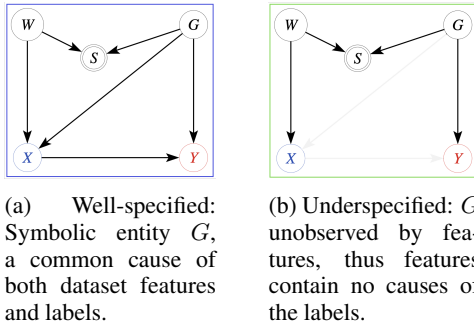 W
G
S
X
Y
W
G
S
X
Y
(a) Well-specified:
Symbolic entity G,
a common cause of
both dataset features
and labels.
(b) Underspecified: G
unobserved by fea-
tures, thus features
contain no causes of
the labels.